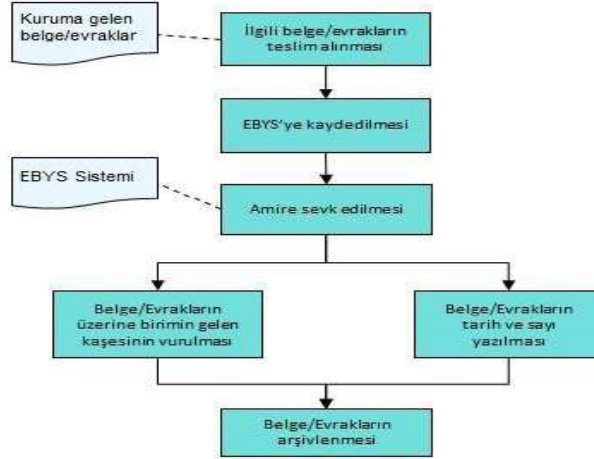 Kuruma gelen
belge/evraklar
İlgili belge/evrakların
teslim alınması
EBYS'ye kaydedilmesi
EBYS Sistemi
Amire sevk edilmesi
Belge/Evrakların
üzerine birimin gelen
kaşesinin vurulması
Belge/Evrakların
tarih ve sayı
yazılması
Belge/Evrakların
arşivlenmesi